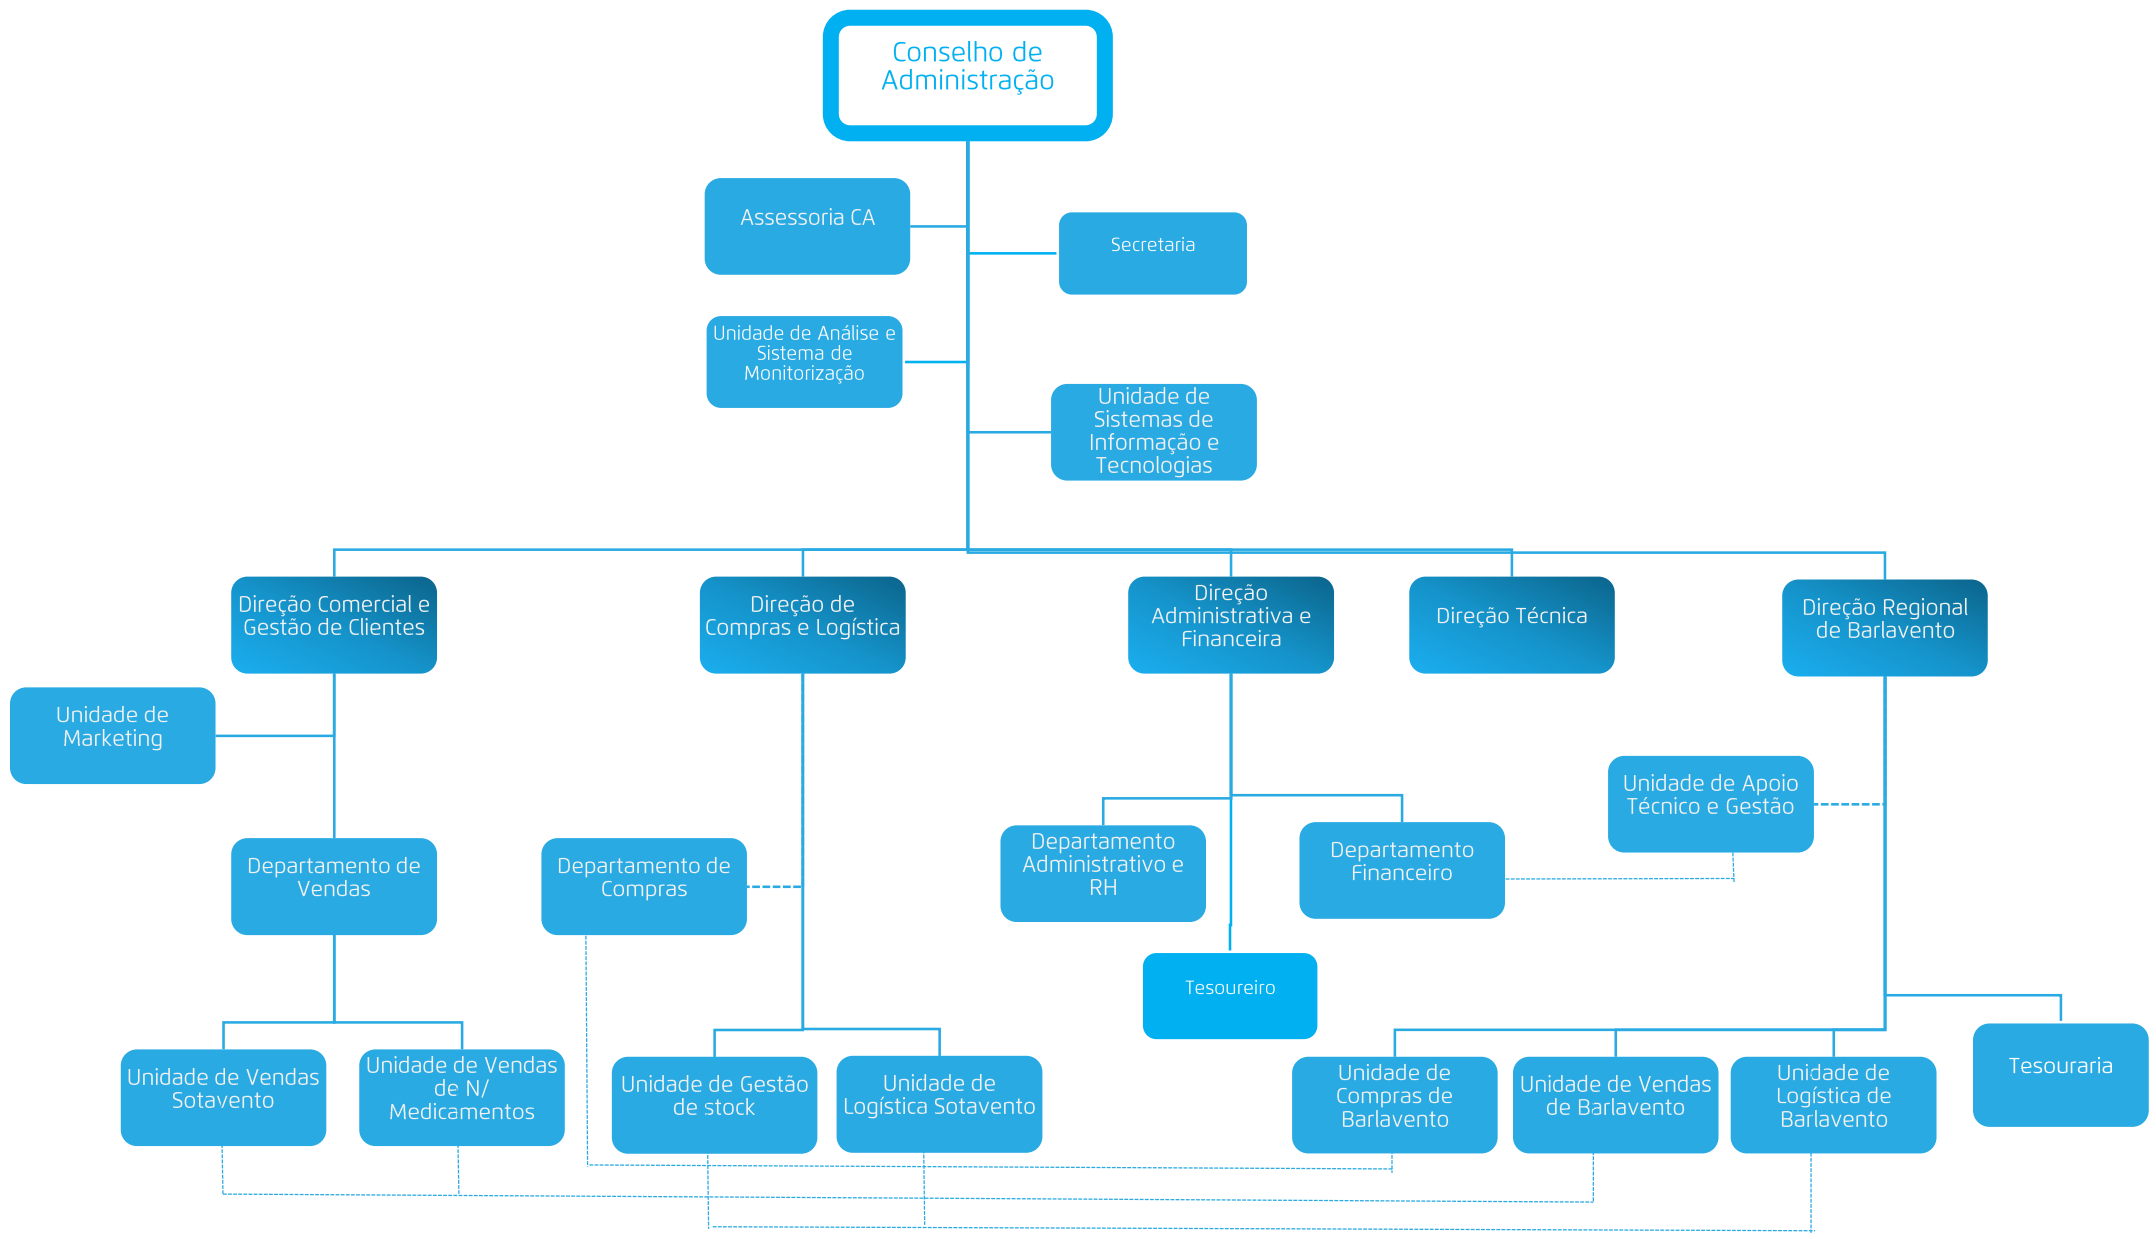 Conselho de
Administração
Assessoria CA
Secretaria
Unidade de Análise e
Sistema de
Monitorização
Unidade de
Sistemas de
Informação e
Tecnologias
Direção Comercial e
Gestão de Clientes
Direção de
Compras e Logística
Direção
Administrativa e
Financeira
Direção Técnica
Direção Regional
de Barlavento
Unidade de
Marketing
Unidade de Apoio
Técnico e Gestão
Departamento de
Vendas
Departamento de
Compras
Departamento
Administrativo e
RH
Departamento
Financeiro
Tesoureiro
Unidade de Vendas
Sotavento
Unidade de Vendas
de N/
Medicamentos
Unidade de Gestão
de stock
Unidade de
Logística Sotavento
Unidade de
Compras de
Barlavento
Unidade de Vendas
de Barlavento
Unidade de
Logística de
Barlavento
Tesouraria